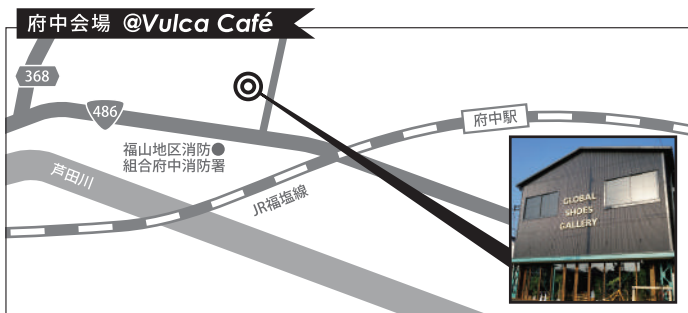 府中会場 @Vulca Café
368
486
府中駅
福山地区消防
組合府中消防署
芦田川
JR福塩線
GLOBAL
SHOES
GALLERY